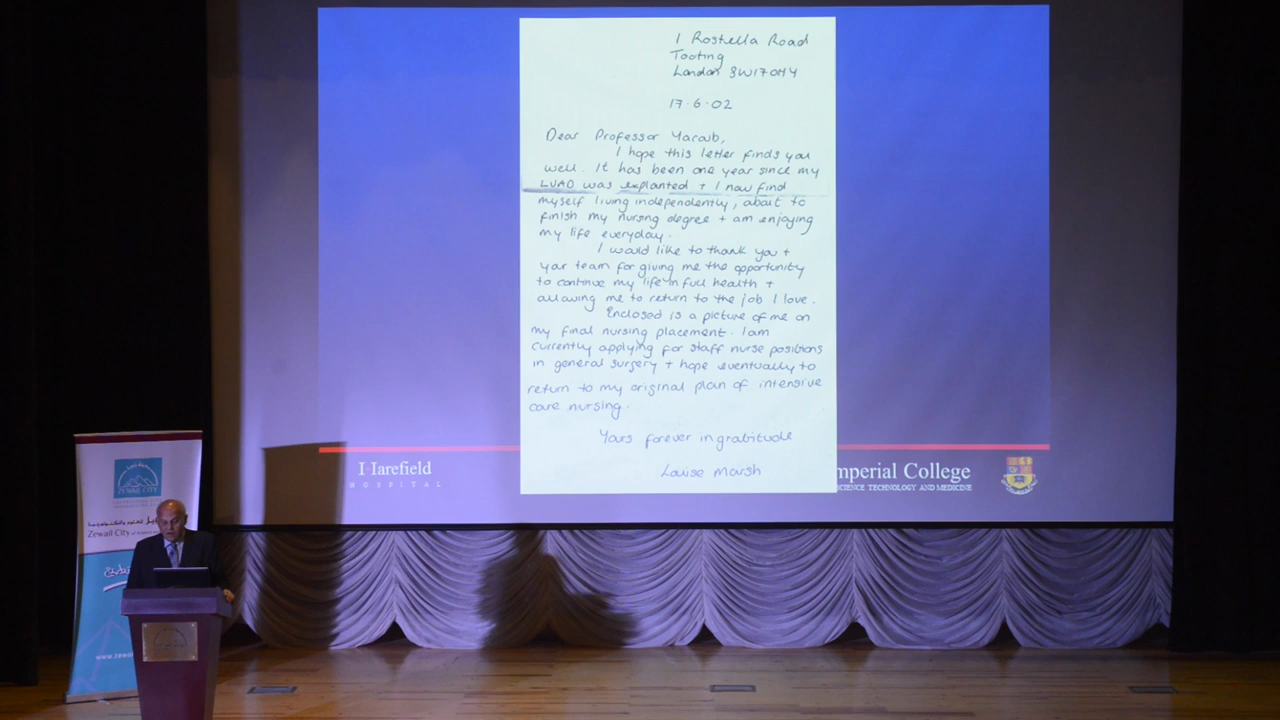 1 Rostella Road
Tooting
London SW17 0HY
17.6.02
Dear Professor Yacoub,
I hope this letter finds you
well. It has been one year since my
LVAD was explanted + I now find
myself living independently, about to
finish my nursing degree + am enjoying
my life everyday.
I would like to thank you +
your team for giving me the opportunity
to continue my life in full health +
allowing me to return to the job I love.
Enclosed is a picture of me on
my final nursing placement. I am
currently applying for staff nurse positions
in general surgery + hope eventually to
return to my original plan of intensive
care nursing.
Yours forever in gratitude
Louise Marsh
Harefield
HOSPITAL
Imperial College
SCIENCE TECHNOLOGY AND MEDICINE
ZEWAIL CITY
Zewail City